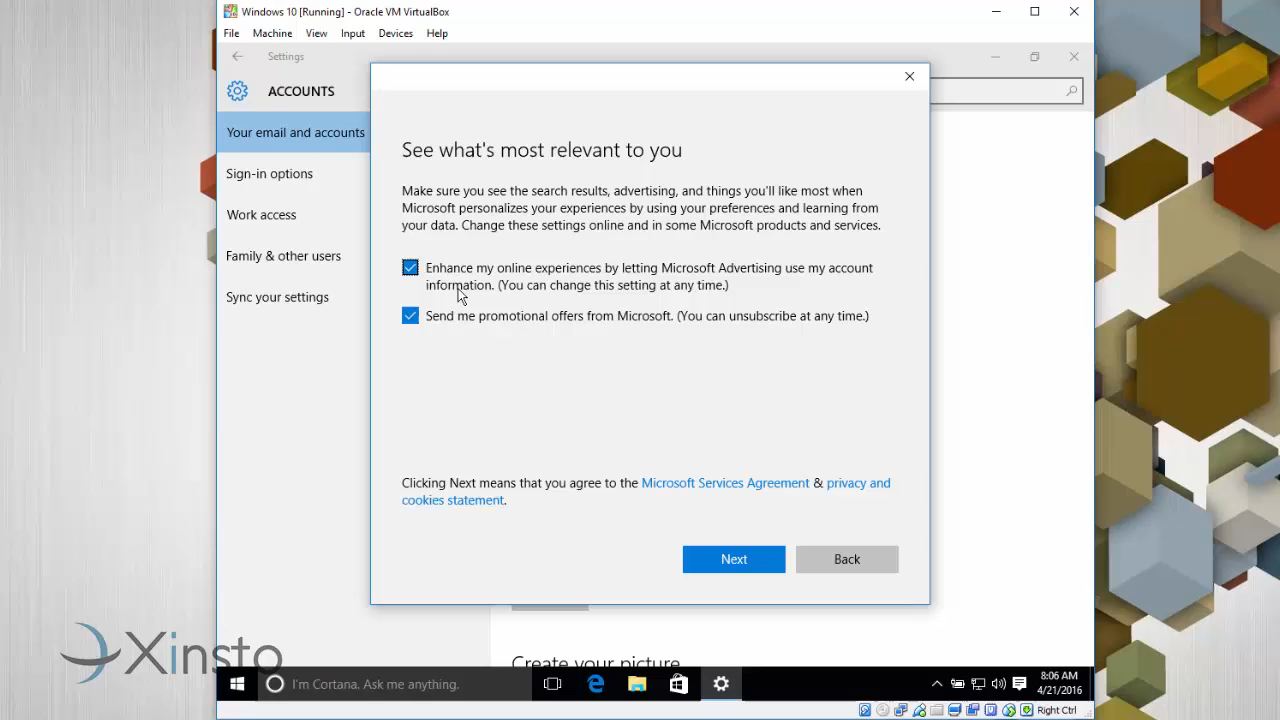 Windows 10 [Running] - Oracle VM VirtualBox
File Machine View Input Devices Help
Settings
ACCOUNTS
Your email and accounts
Sign-in options
Work access
Family & other users
Sync your settings
See what's most relevant to you
Make sure you see the search results, advertising, and things you'll like most when
Microsoft personalizes your experiences by using your preferences and learning from
your data. Change these settings online and in some Microsoft products and services.
Enhance my online experiences by letting Microsoft Advertising use my account
information. (You can change this setting at any time.)
Send me promotional offers from Microsoft. (You can unsubscribe at any time.)
Clicking Next means that you agree to the Microsoft Services Agreement & privacy and
cookies statement.
Next Back
Create your picture
Xinsto
I'm Cortana. Ask me anything.
8:06 AM
4/21/2016
Right Ctrl